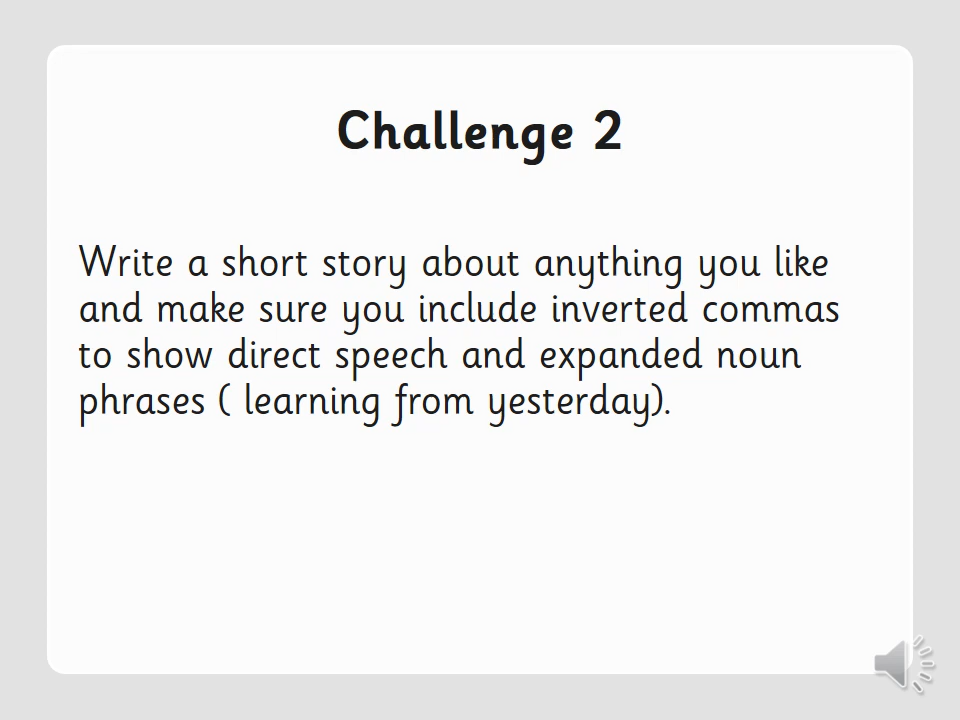 Challenge 2
Write a short story about anything you like
and make sure you include inverted commas
to show direct speech and expanded noun
phrases ( learning from yesterday).